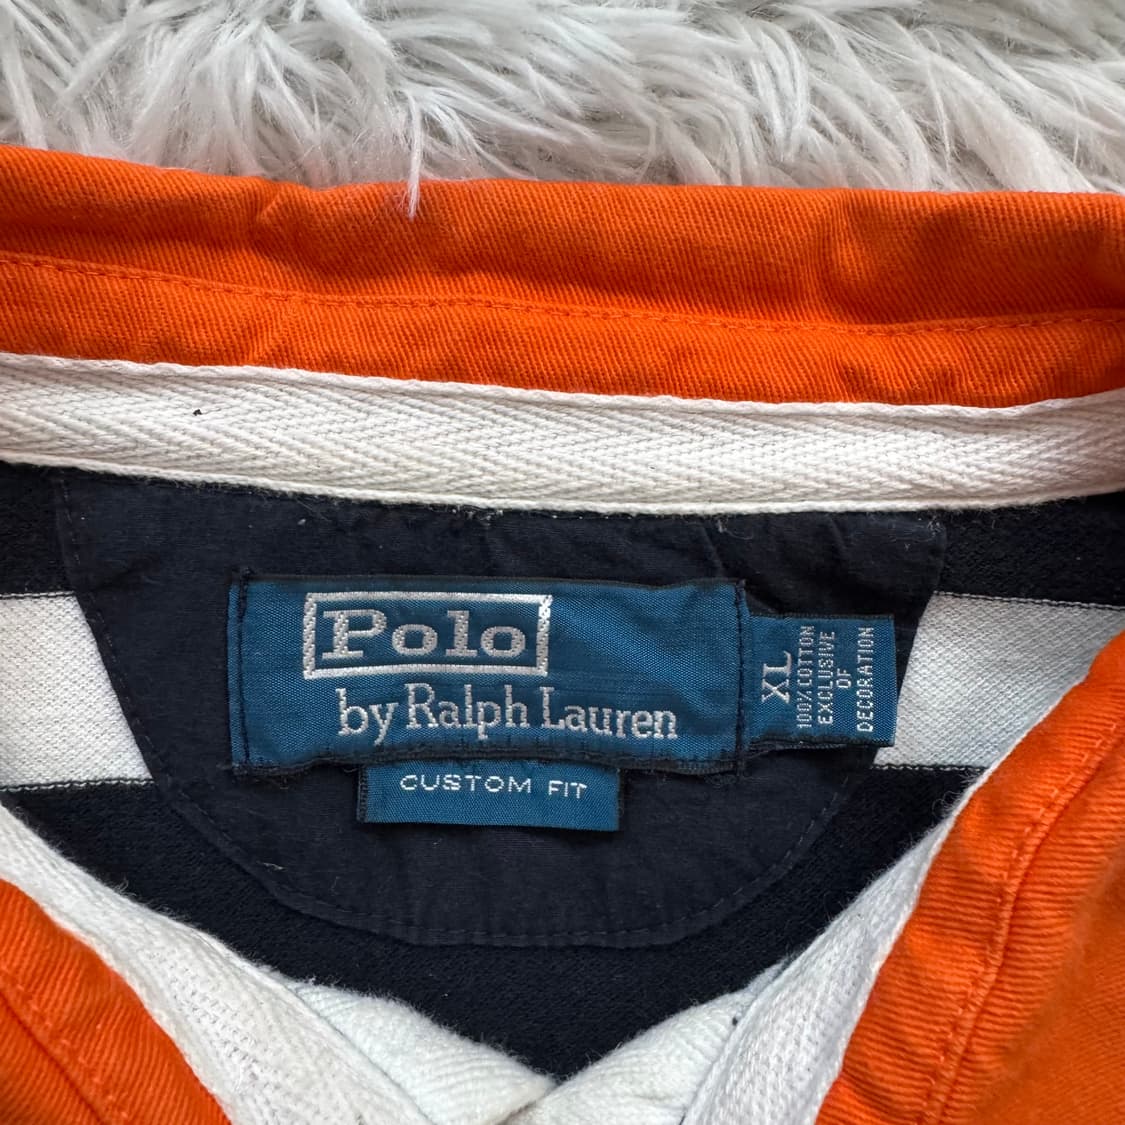 Polo
by Ralph Lauren
CUSTOM FIT
XL
100% COTTON
EXCLUSIVE
OF
DECORATION